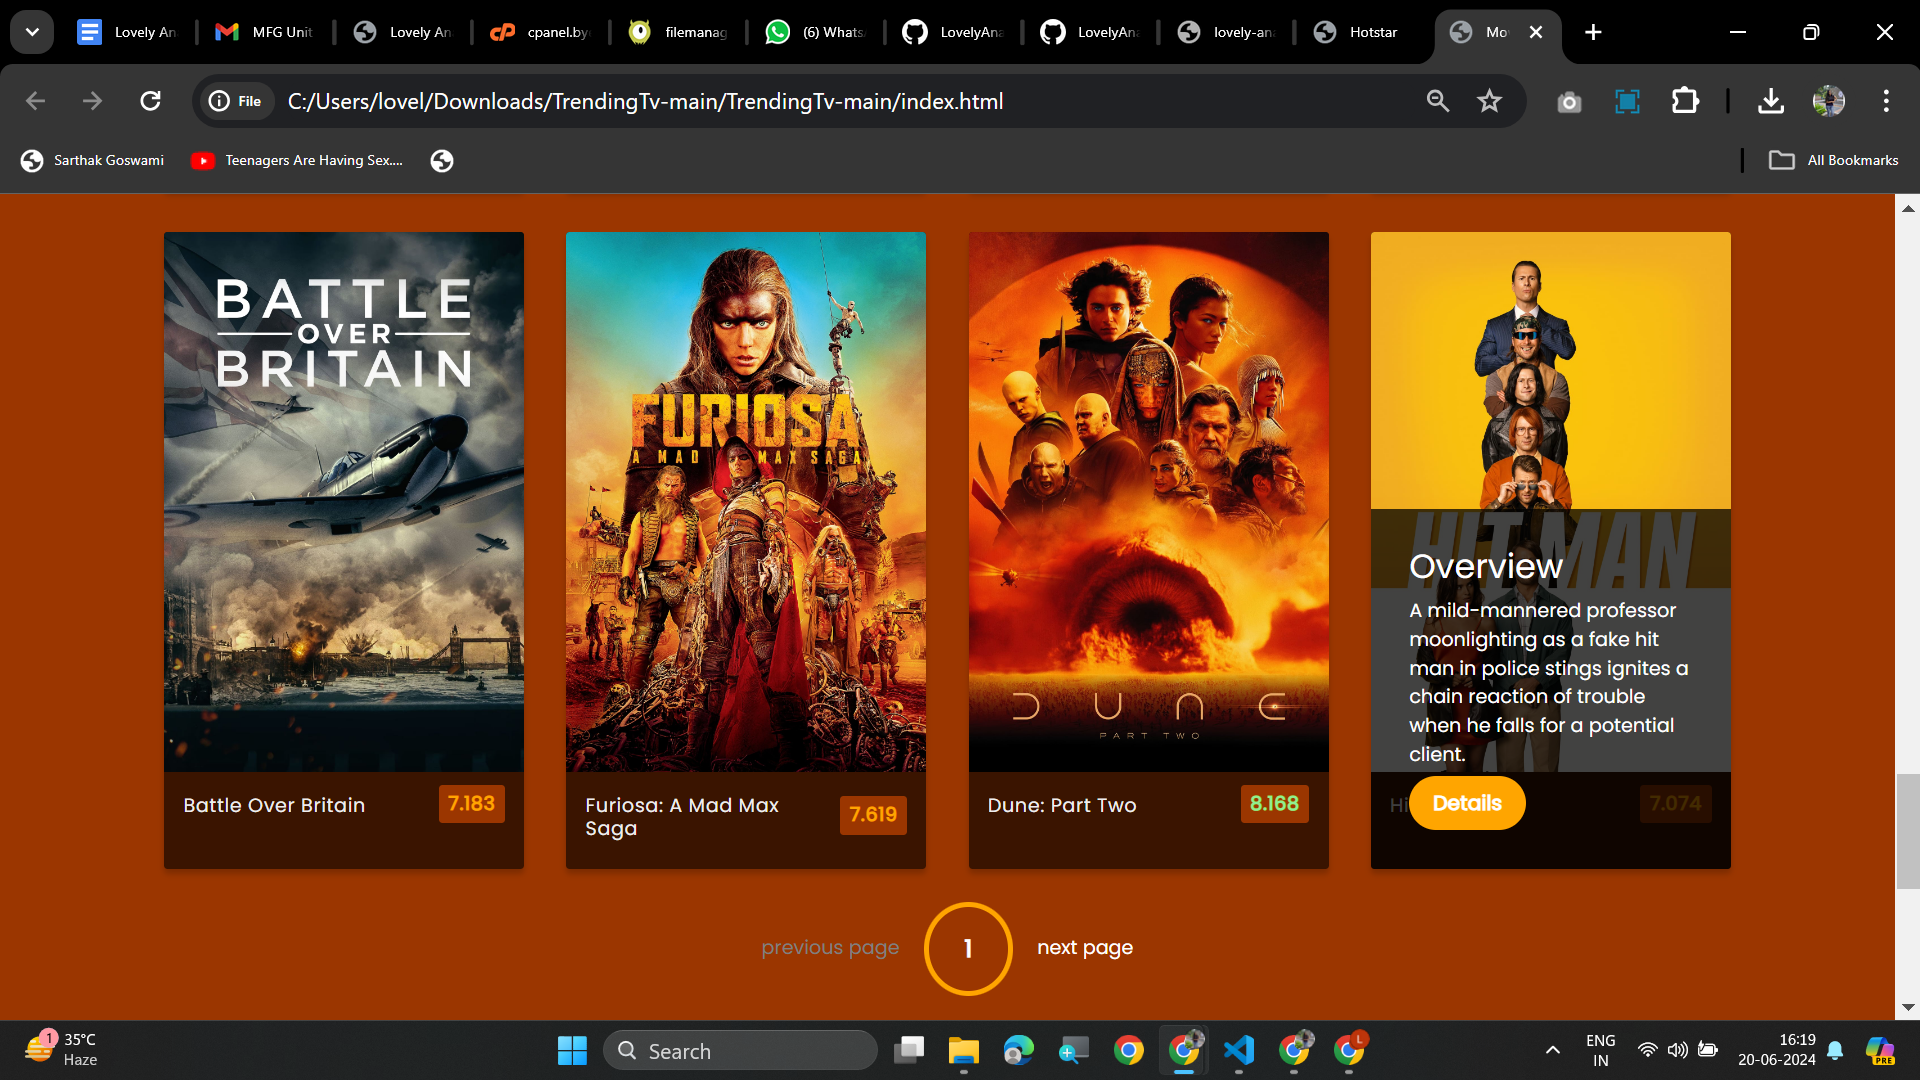 Lovely An
MFG Unit
Lovely An
cpanel.by
filemanag
(6) Whats
LovelyAna
LovelyAna
lovely-ana
Hotstar
Mo
File
C:/Users/lovel/Downloads/TrendingTv-main/TrendingTv-main/index.html
Sarthak Goswami
Teenagers Are Having Sex....
All Bookmarks
BATTLE
OVER
BRITAIN
Battle Over Britain
7.183
FURIOSA
A MAD MAX SAGA
Furiosa: A Mad Max
Saga
7.619
DUNE
PART TWO
Dune: Part Two
8.168
HIT MAN
Overview
A mild-mannered professor
moonlighting as a fake hit
man in police stings ignites a
chain reaction of trouble
when he falls for a potential
client.
Hi
Details
7.074
previous page
1
next page
1
35°C
Haze
Search
L
ENG
IN
16:19
20-06-2024
PRE